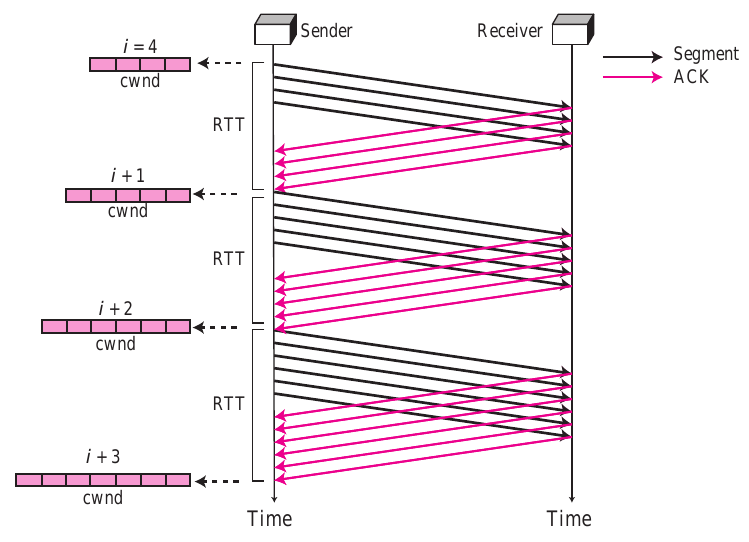 Sender
Receiver
Segment
ACK
i = 4
cwnd
RTT
i + 1
cwnd
RTT
i + 2
cwnd
RTT
i + 3
cwnd
Time
Time